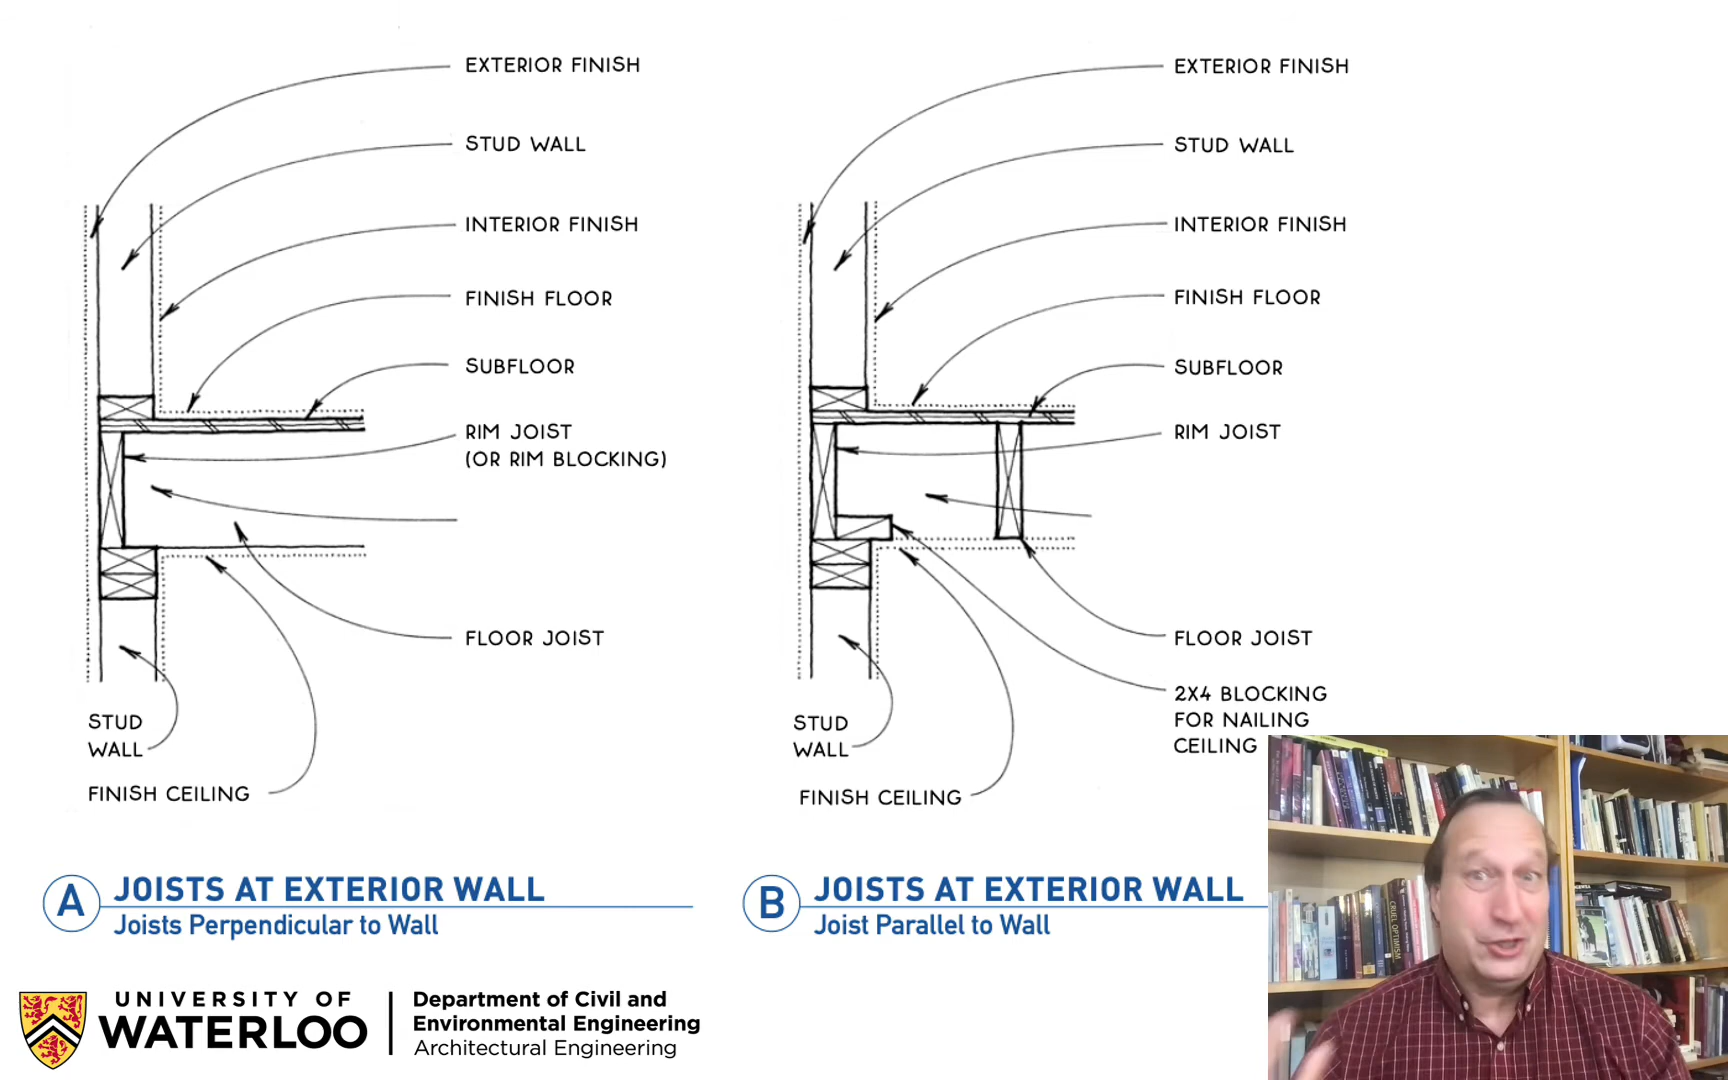 EXTERIOR FINISH
STUD WALL
INTERIOR FINISH
FINISH FLOOR
SUBFLOOR
RIM JOIST
(OR RIM BLOCKING)
FLOOR JOIST
STUD
WALL
FINISH CEILING
A
JOISTS AT EXTERIOR WALL
Joists Perpendicular to Wall
EXTERIOR FINISH
STUD WALL
INTERIOR FINISH
FINISH FLOOR
SUBFLOOR
RIM JOIST
FLOOR JOIST
2X4 BLOCKING
FOR NAILING
CEILING
STUD
WALL
FINISH CEILING
B
JOISTS AT EXTERIOR WALL
Joist Parallel to Wall
UNIVERSITY OF
WATERLOO
Department of Civil and
Environmental Engineering
Architectural Engineering
CRUEL OPTIMISM